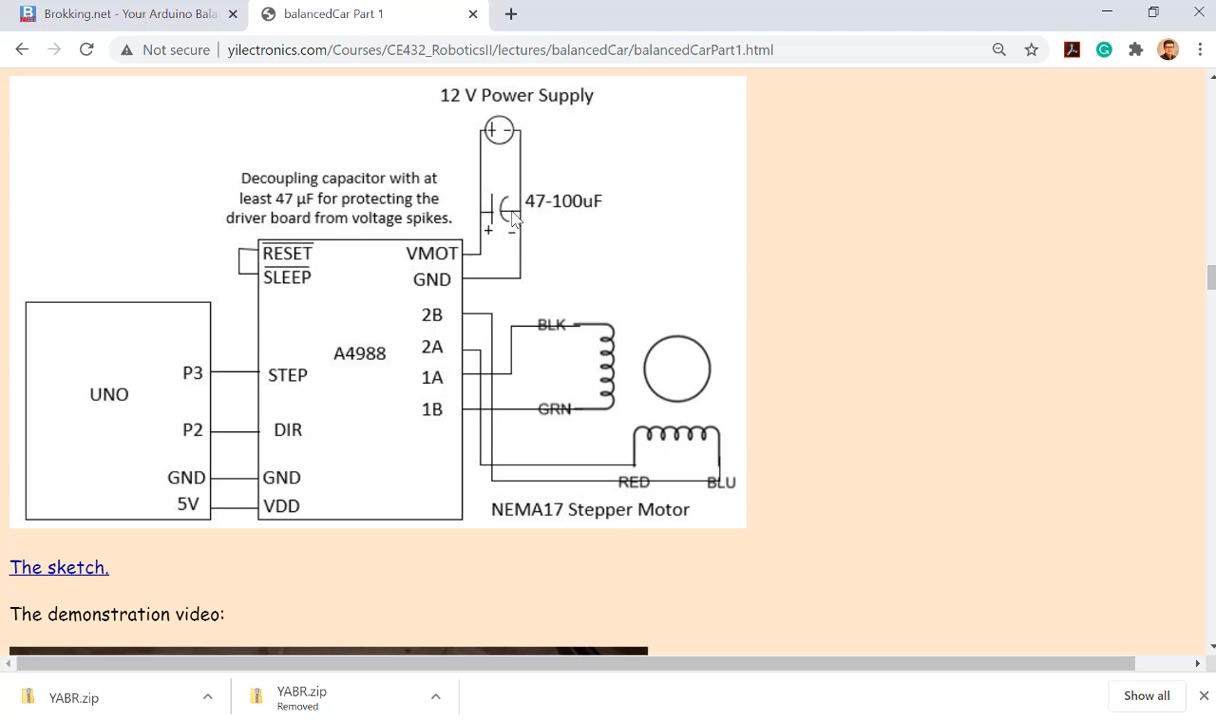 Brokking.net - Your Arduino Bala
balancedCar Part 1
Not secure
yilectronics.com/Courses/CE432_RoboticsII/lectures/balancedCar/balancedCarPart1.html
12 V Power Supply
+ -
Decoupling capacitor with at
least 47 µF for protecting the
driver board from voltage spikes.
47-100uF
+ -
RESET
SLEEP
VMOT
GND
2B
2A
1A
1B
A4988
STEP
DIR
GND
VDD
UNO
P3
P2
GND
5V
BLK
GRN
RED
BLU
NEMA17 Stepper Motor
The sketch.
The demonstration video:
YABR.zip
YABR.zip
Removed
Show all